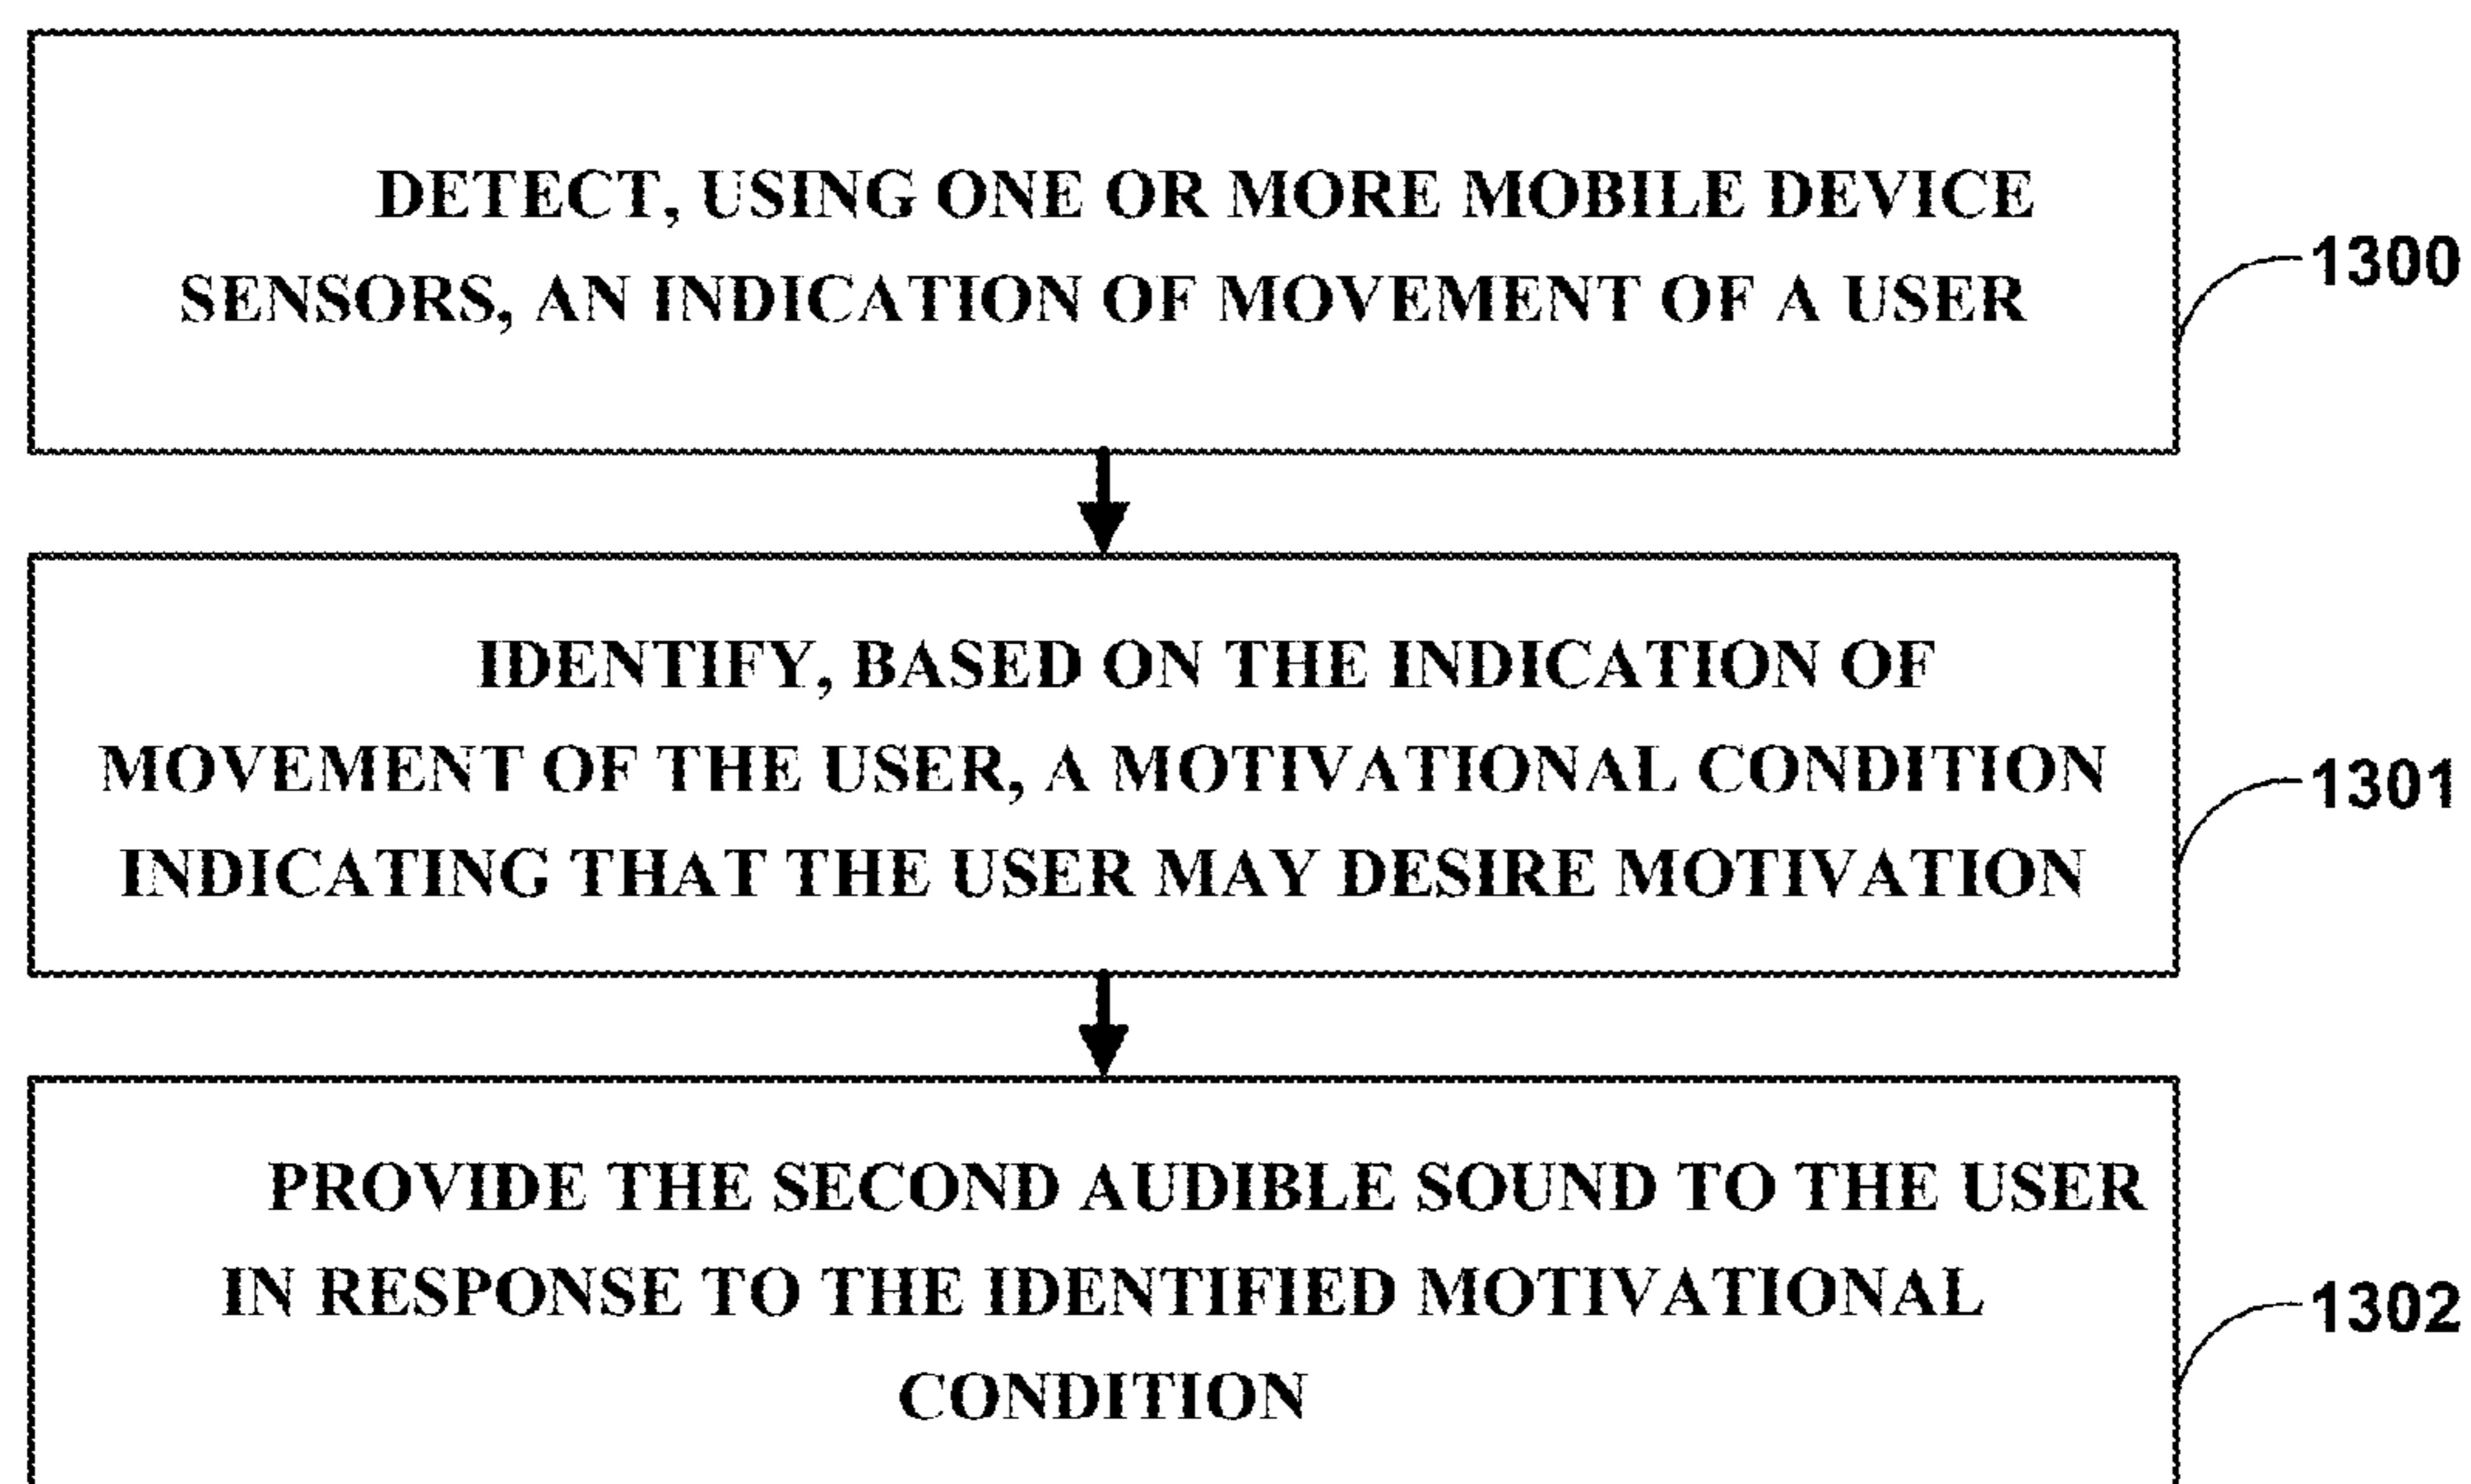 DETECT, USING ONE OR MORE MOBILE DEVICE
SENSORS, AN INDICATION OF MOVEMENT OF A USER
1300
IDENTIFY, BASED ON THE INDICATION OF
MOVEMENT OF THE USER, A MOTIVATIONAL CONDITION
INDICATING THAT THE USER MAY DESIRE MOTIVATION
1301
PROVIDE THE SECOND AUDIBLE SOUND TO THE USER
IN RESPONSE TO THE IDENTIFIED MOTIVATIONAL
CONDITION
1302